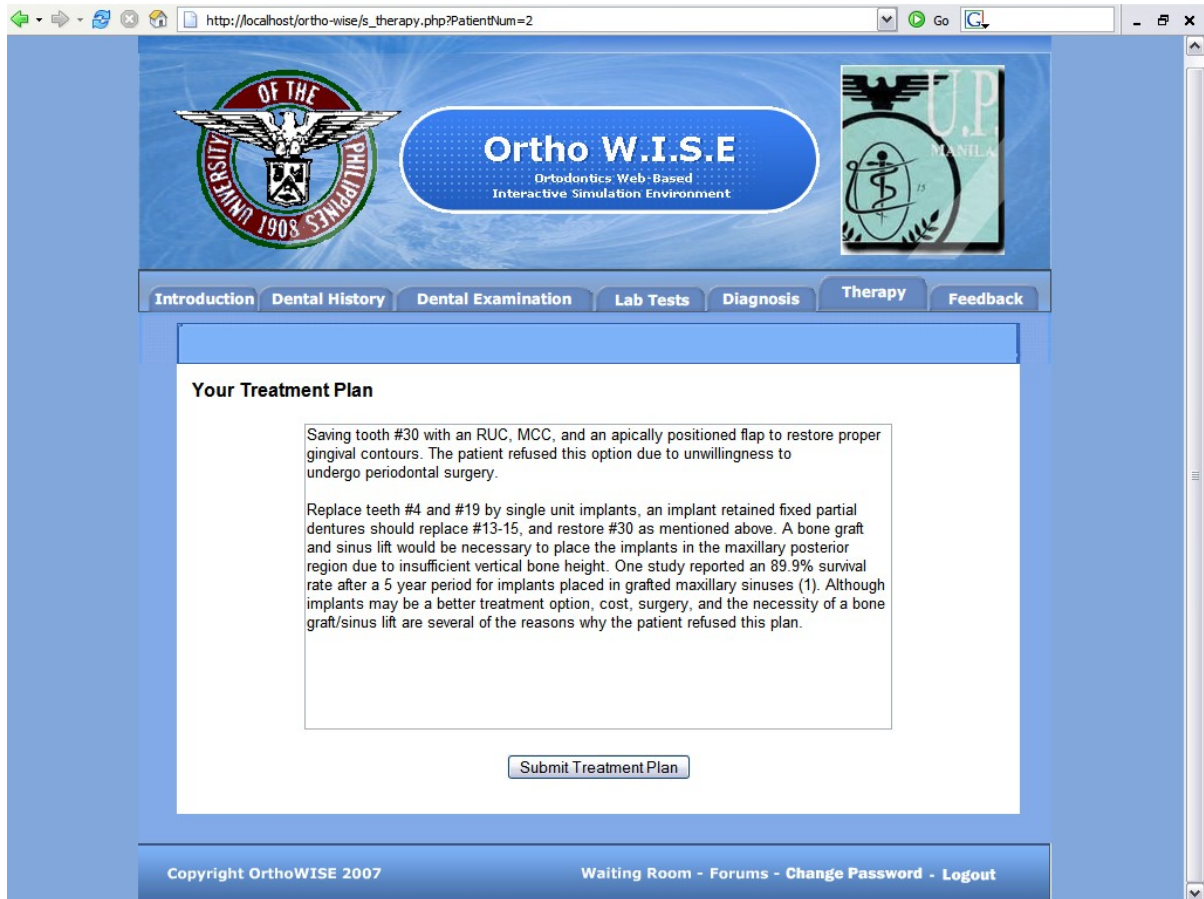 http://localhost/ortho-wise/s_therapy.php?PatientNum=2
Go
G
UNIVERSITY OF THE PHILIPPINES
1908
Ortho W.I.S.E
Ortodontics Web-Based
Interactive Simulation Environment
U.P.
MANILA
Introduction
Dental History
Dental Examination
Lab Tests
Diagnosis
Therapy
Feedback
Your Treatment Plan
Saving tooth #30 with an RUC, MCC, and an apically positioned flap to restore proper
gingival contours. The patient refused this option due to unwillingness to
undergo periodontal surgery.
Replace teeth #4 and #19 by single unit implants, an implant retained fixed partial
dentures should replace #13-15, and restore #30 as mentioned above. A bone graft
and sinus lift would be necessary to place the implants in the maxillary posterior
region due to insufficient vertical bone height. One study reported an 89.9% survival
rate after a 5 year period for implants placed in grafted maxillary sinuses (1). Although
implants may be a better treatment option, cost, surgery, and the necessity of a bone
graft/sinus lift are several of the reasons why the patient refused this plan.
Submit Treatment Plan
Copyright OrthoWISE 2007
Waiting Room - Forums - Change Password - Logout